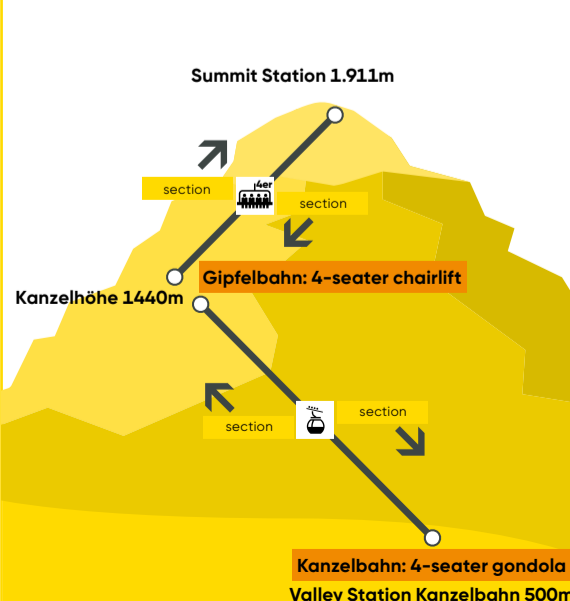 Summit Station 1.911m
4er
section
section
Gipfelbahn: 4-seater chairlift
Kanzelhöhe 1440m
section
section
Kanzelbahn: 4-seater gondola
Valley Station Kanzelbahn 500m